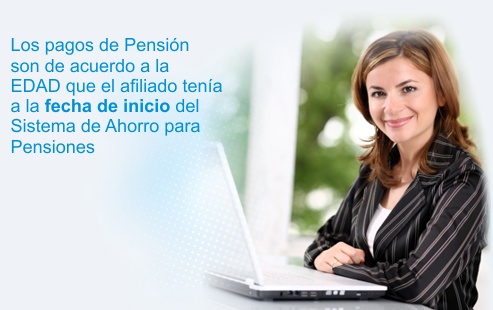 Los pagos de Pensión
son de acuerdo a la
EDAD que el afiliado tenía
a la fecha de inicio del
Sistema de Ahorro para
Pensiones